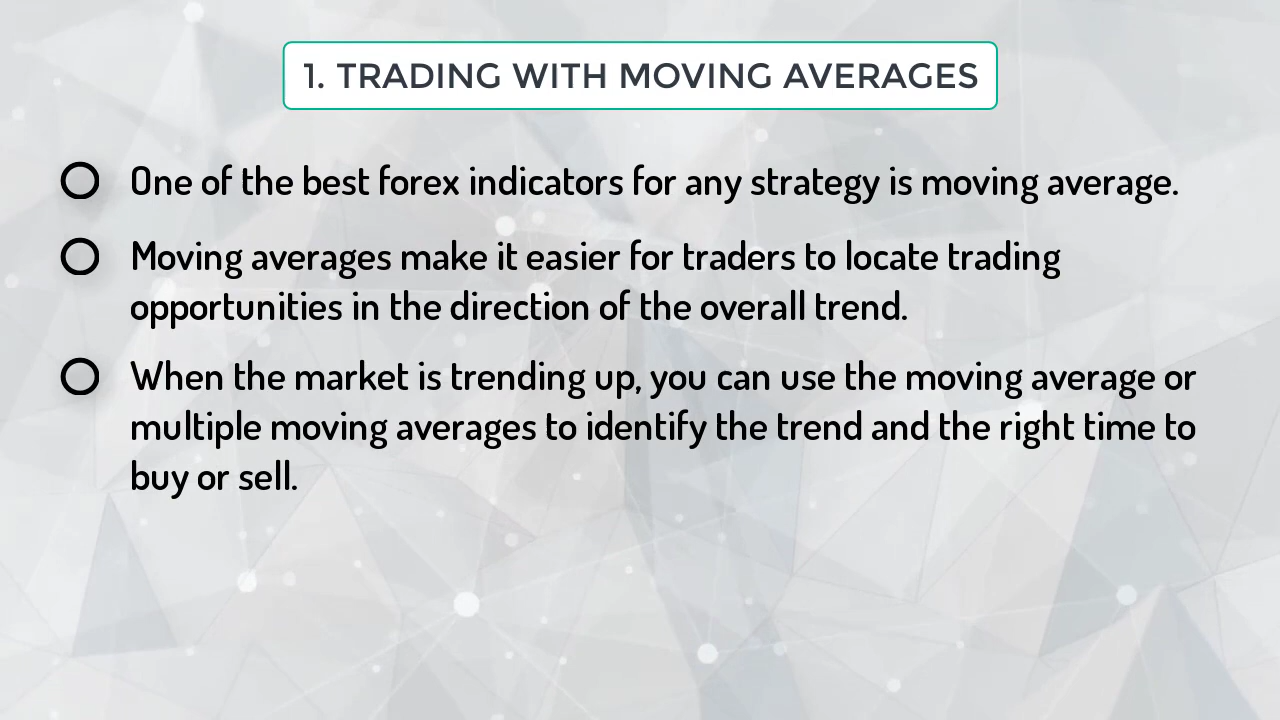 1. TRADING WITH MOVING AVERAGES
One of the best forex indicators for any strategy is moving average.
Moving averages make it easier for traders to locate trading
opportunities in the direction of the overall trend.
When the market is trending up, you can use the moving average or
multiple moving averages to identify the trend and the right time to
buy or sell.